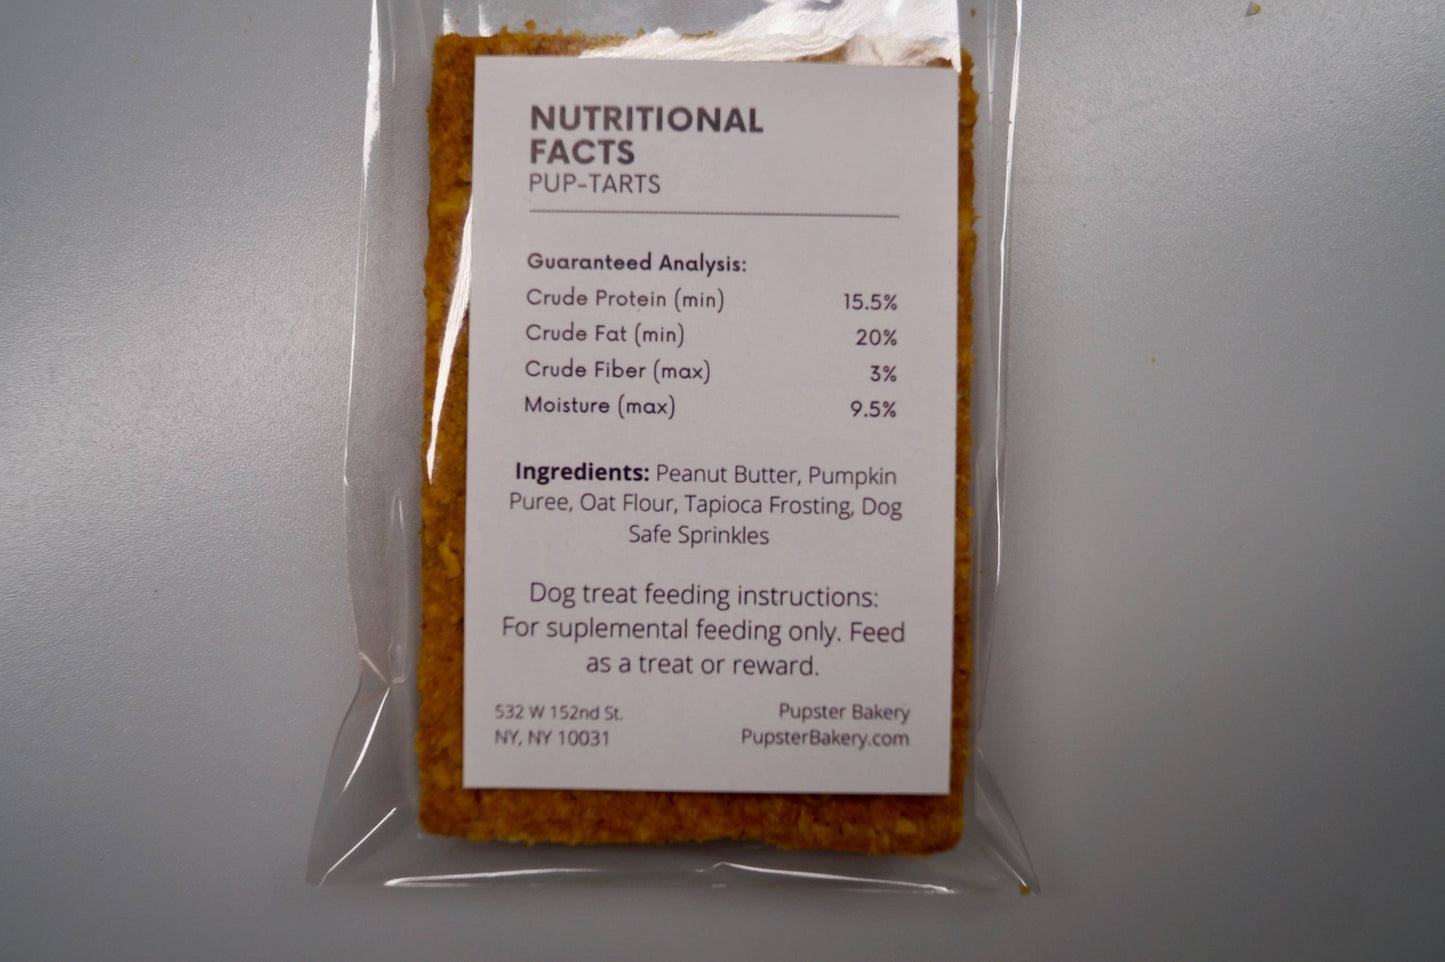 NUTRITIONAL
FACTS
PUP-TARTS
Guaranteed Analysis:
Crude Protein (min) 15.5%
Crude Fat (min) 20%
Crude Fiber (max) 3%
Moisture (max) 9.5%
Ingredients: Peanut Butter, Pumpkin
Puree, Oat Flour, Tapioca Frosting, Dog
Safe Sprinkles
Dog treat feeding instructions:
For suplemental feeding only. Feed
as a treat or reward.
532 W 152nd St. Pupster Bakery
NY, NY 10031 PupsterBakery.com